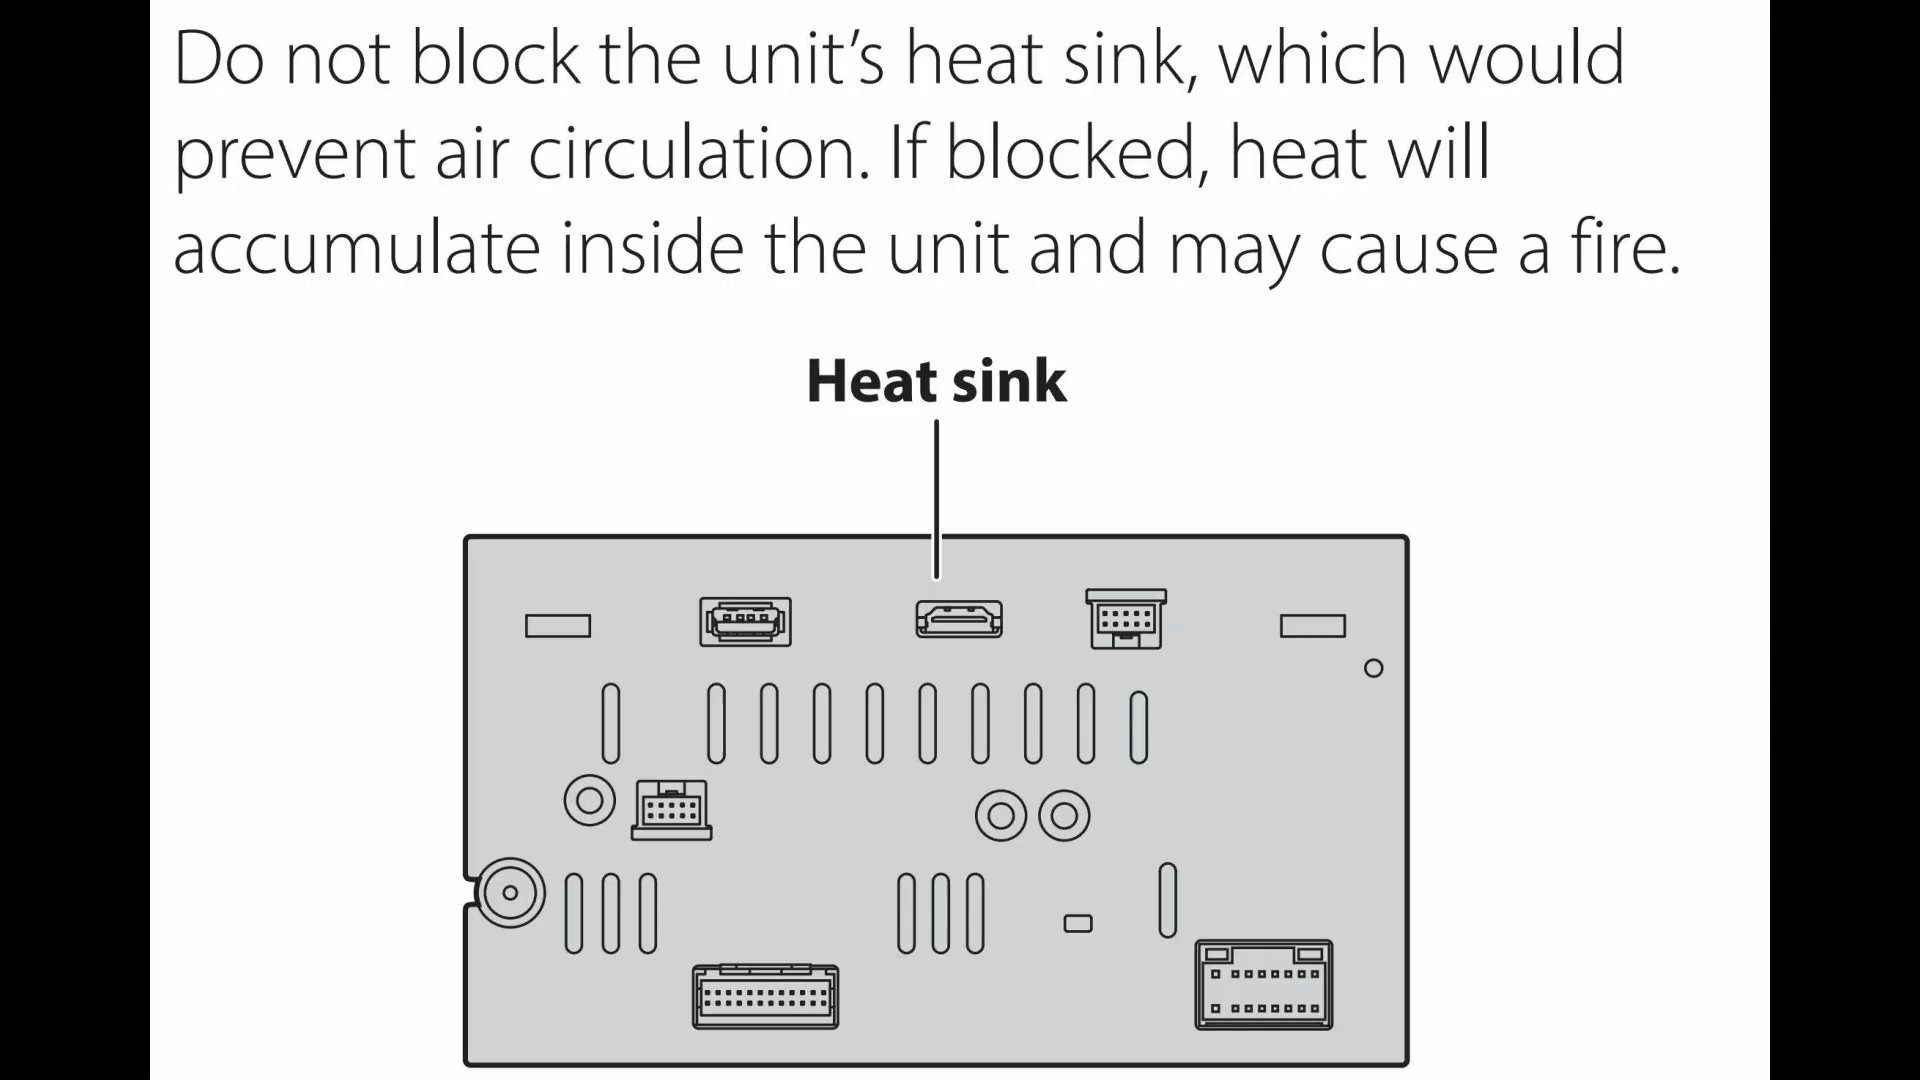 Do not block the unit’s heat sink, which would
prevent air circulation. If blocked, heat will
accumulate inside the unit and may cause a fire.
Heat sink